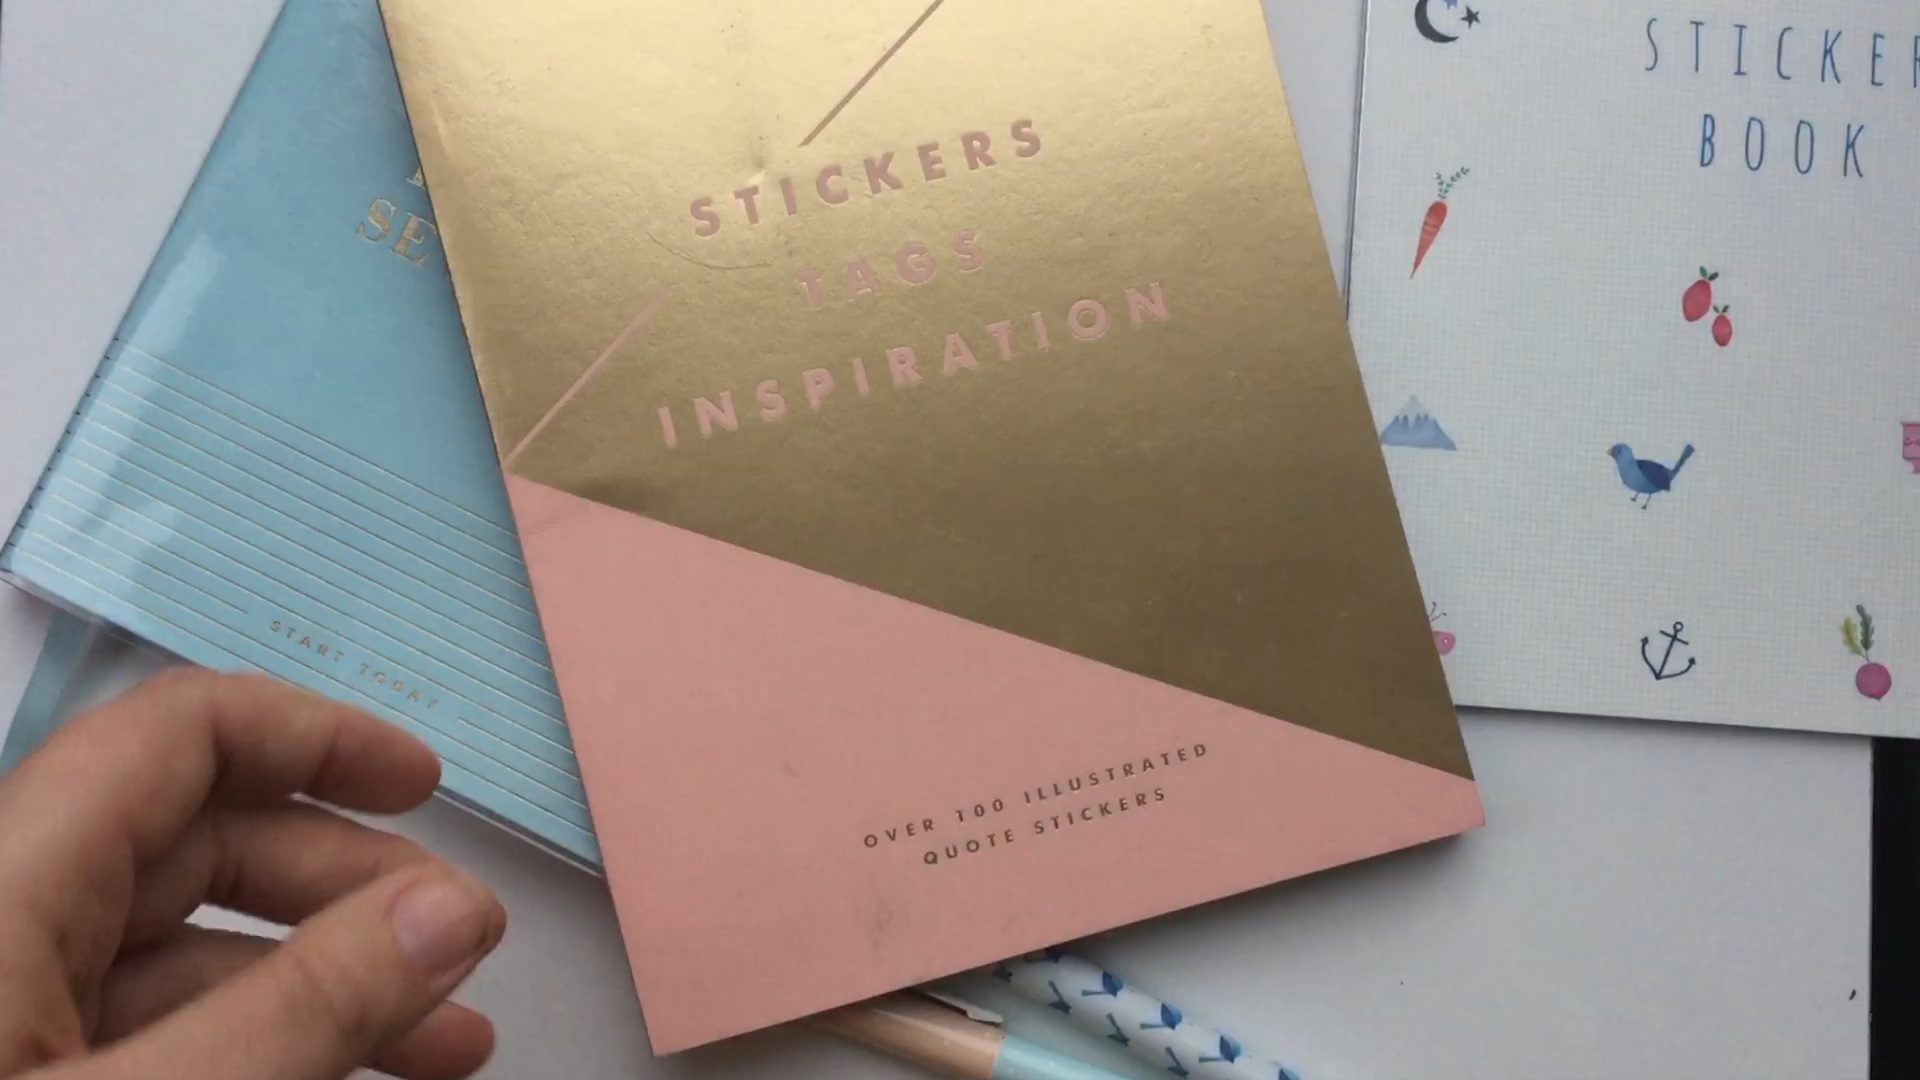 STICKERS
TAGS
INSPIRATION
OVER 100 ILLUSTRATED
QUOTE STICKERS
START TODAY
STICKER
BOOK